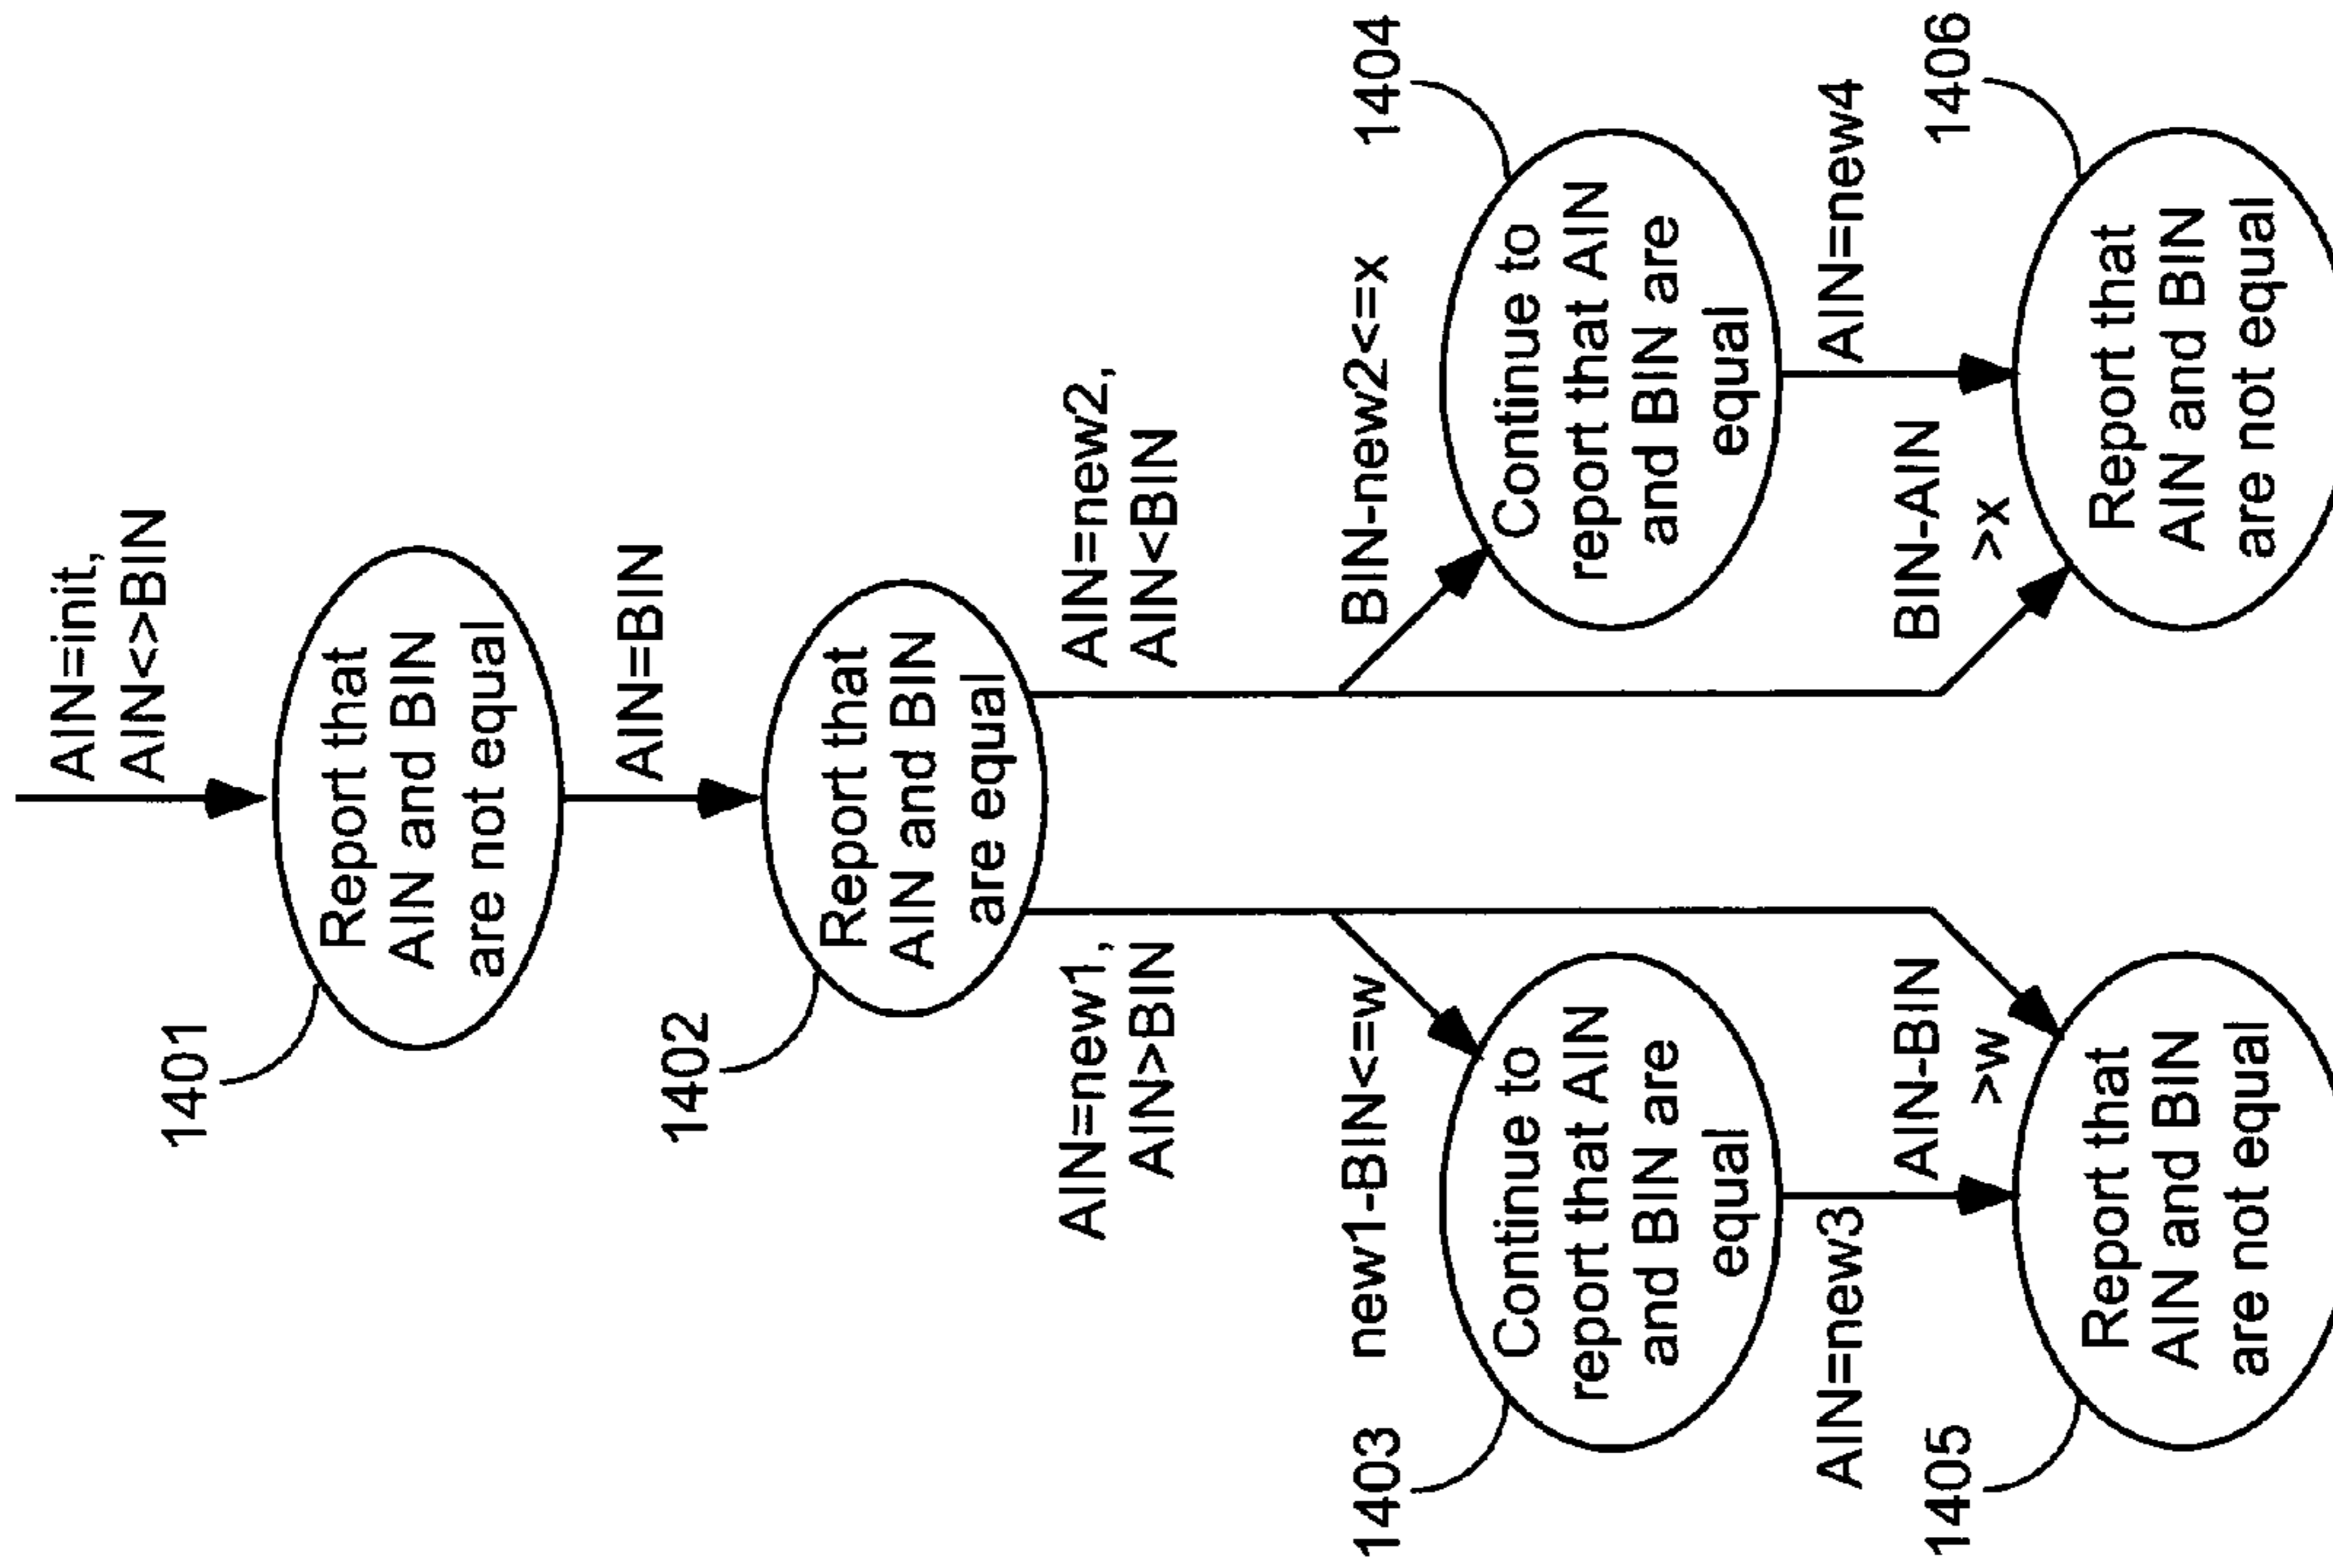 AIN=init,
AIN<>BIN
1401
Report that
AIN and BIN
are not equal
AIN=BIN
1402
Report that
AIN and BIN
are equal
AIN=new1,
AIN>BIN
AIN=new2,
AIN<BIN
1403
new1-BIN<=w
BIN-new2<=x
1404
Continue to
report that AIN
and BIN are
equal
Continue to
report that AIN
and BIN are
equal
AIN=new3
AIN-BIN
>w
BIN-AIN
>x
AIN=new4
1405
Report that
AIN and BIN
are not equal
Report that
AIN and BIN
are not equal
1406